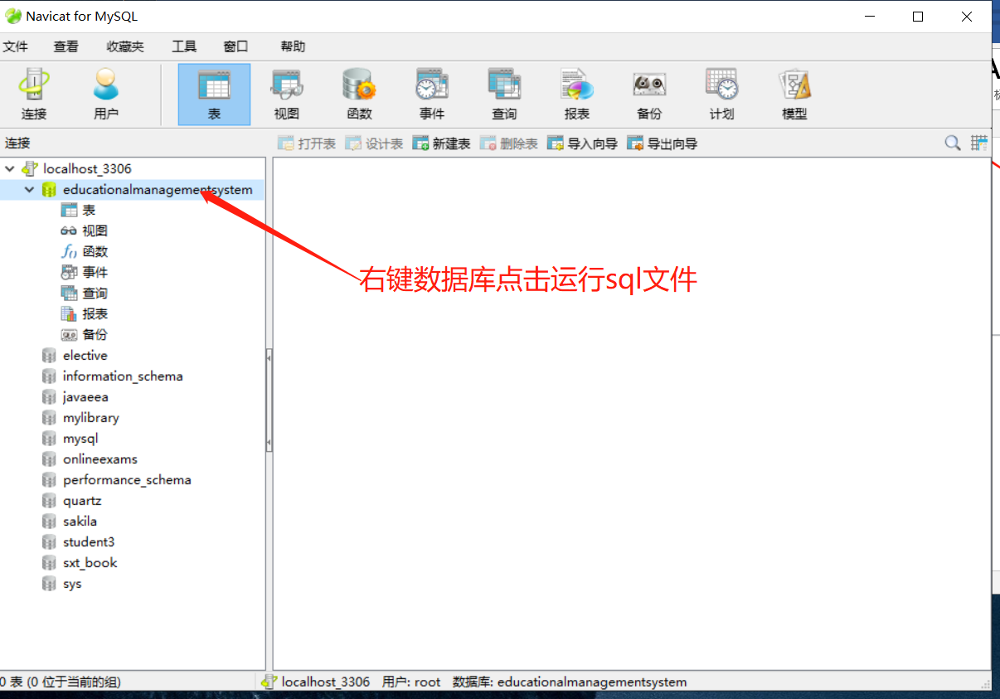 Navicat for MySQL
文件 查看 收藏夹 工具 窗口 帮助
连接 用户 表 视图 函数 事件 查询 报表 备份 计划 模型
连接 打开表 设计表 新建表 删除表 导入向导 导出向导
localhost_3306
educationalmanagementsystem
表
视图
函数
事件
查询
报表
备份
elective
information_schema
javaeea
mylibrary
mysql
onlineexams
performance_schema
quartz
sakila
student3
sxt_book
sys
右键数据库点击运行sql文件
0 表 (0 位于当前的组) localhost_3306 用户: root 数据库: educationalmanagementsystem